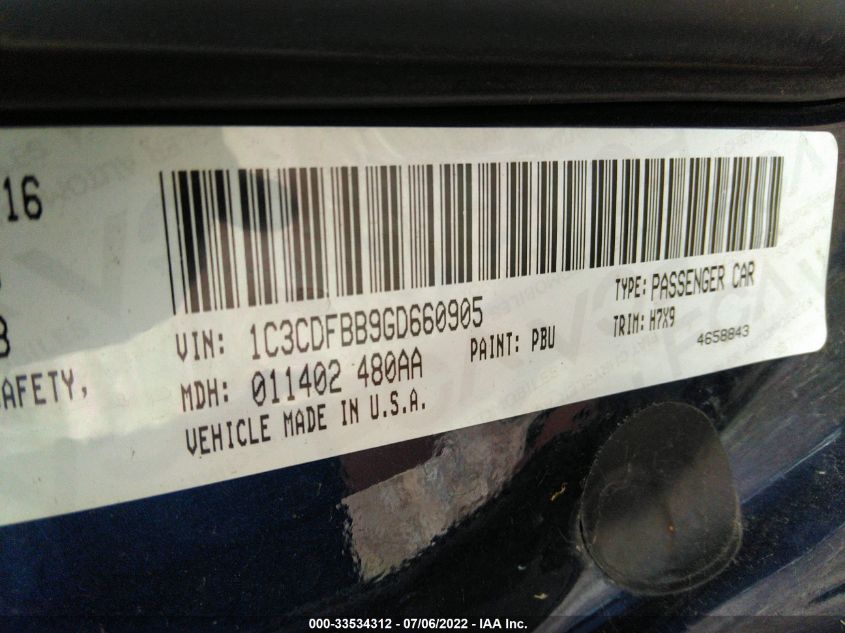 16
8
VIN: 1C3CDFBB9GD660905
TYPE: PASSENGER CAR
AFETY,
MDH: 011402 480AA
PAINT: PBU
TRIM: H7X9
4658843
VEHICLE MADE IN U.S.A.
000-33534312 - 07/06/2022 - IAA Inc.